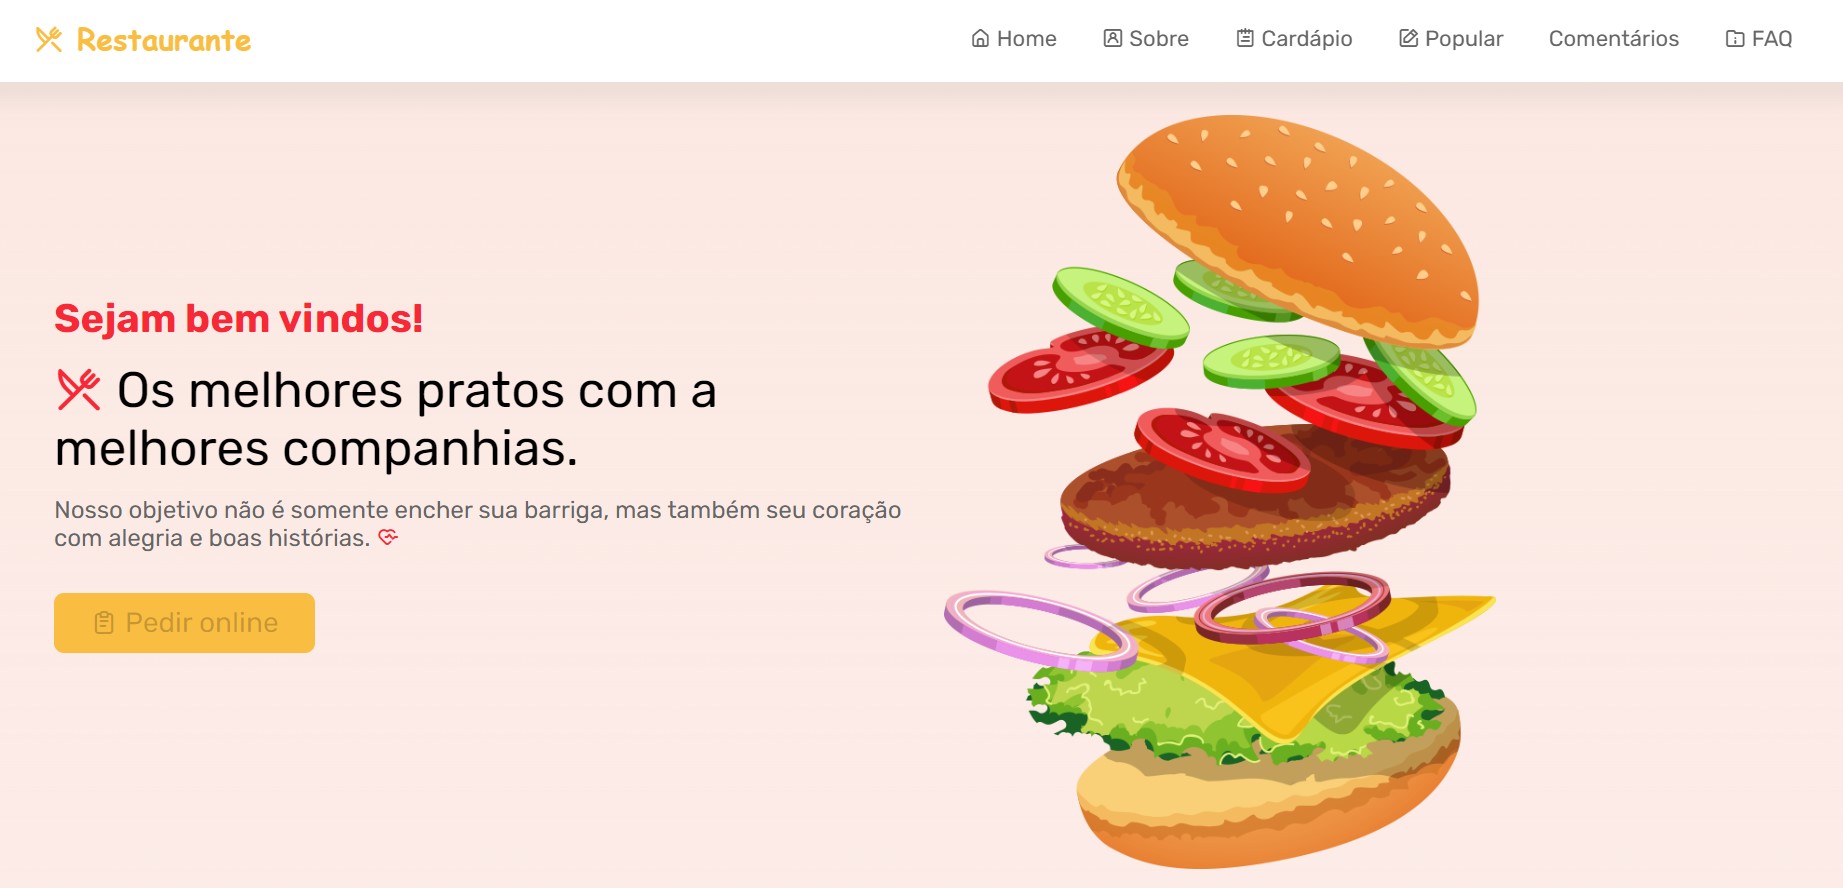 Restaurante
Home
Sobre
Cardápio
Popular
Comentários
FAQ
Sejam bem vindos!
Os melhores pratos com a
melhores companhias.
Nosso objetivo não é somente encher sua barriga, mas também seu coração
com alegria e boas histórias.
Pedir online